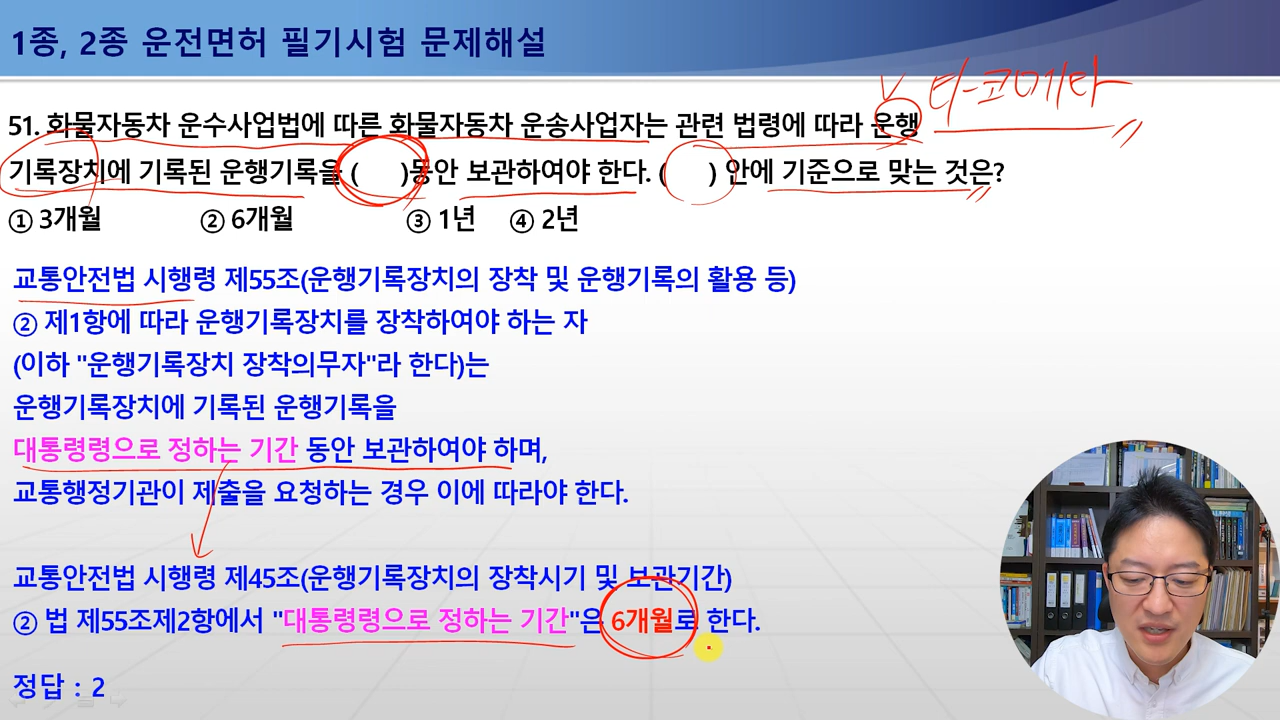 1종, 2종 운전면허 필기시험 문제해설
타코메타
51. 화물자동차 운수사업법에 따른 화물자동차 운송사업자는 관련 법령에 따라 운행
기록장치에 기록된 운행기록을 (    )동안 보관하여야 한다. (    ) 안에 기준으로 맞는 것은?
① 3개월 ② 6개월 ③ 1년 ④ 2년
교통안전법 시행령 제55조(운행기록장치의 장착 및 운행기록의 활용 등)
② 제1항에 따라 운행기록장치를 장착하여야 하는 자
(이하 "운행기록장치 장착의무자"라 한다)는
운행기록장치에 기록된 운행기록을
대통령령으로 정하는 기간 동안 보관하여야 하며,
교통행정기관이 제출을 요청하는 경우 이에 따라야 한다.
교통안전법 시행령 제45조(운행기록장치의 장착시기 및 보관기간)
② 법 제55조제2항에서 "대통령령으로 정하는 기간"은 6개월로 한다.
정답 : 2